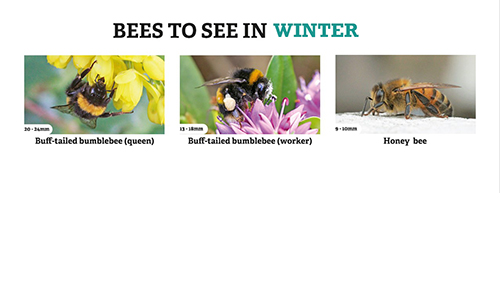 BEES TO SEE IN WINTER
20 - 24mm
13 - 18mm
9 - 10mm
Buff-tailed bumblebee (queen)
Buff-tailed bumblebee (worker)
Honey bee